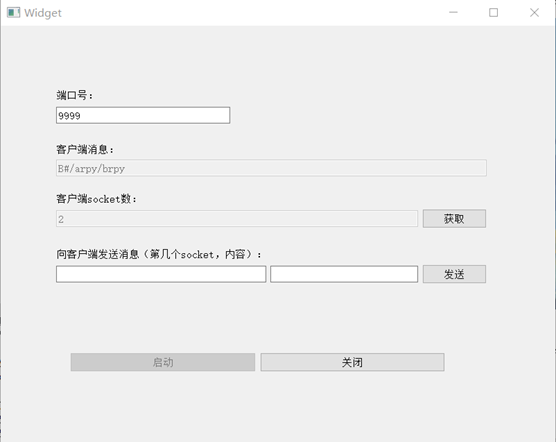 Widget
端口号：
9999
客户端消息：
B#/arpy/brpy
客户端socket数：
2
获取
向客户端发送消息（第几个socket，内容）：
发送
启动
关闭